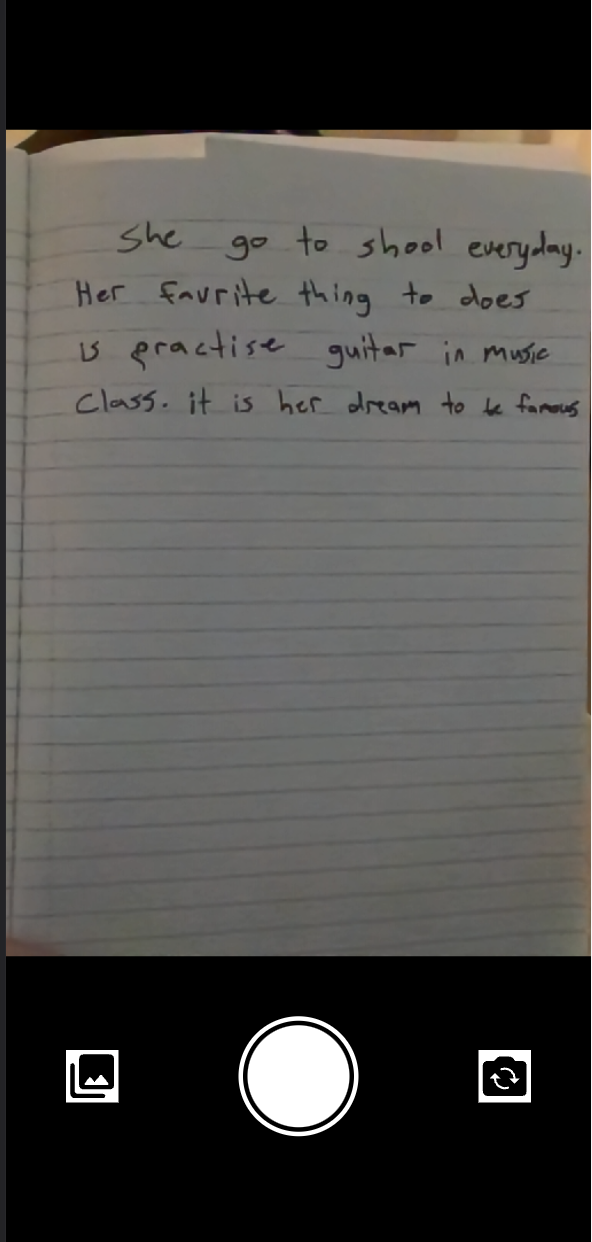 She go to shool everyday.
Her favrite thing to does
is practise guitar in music
Class. it is her dream to be famous